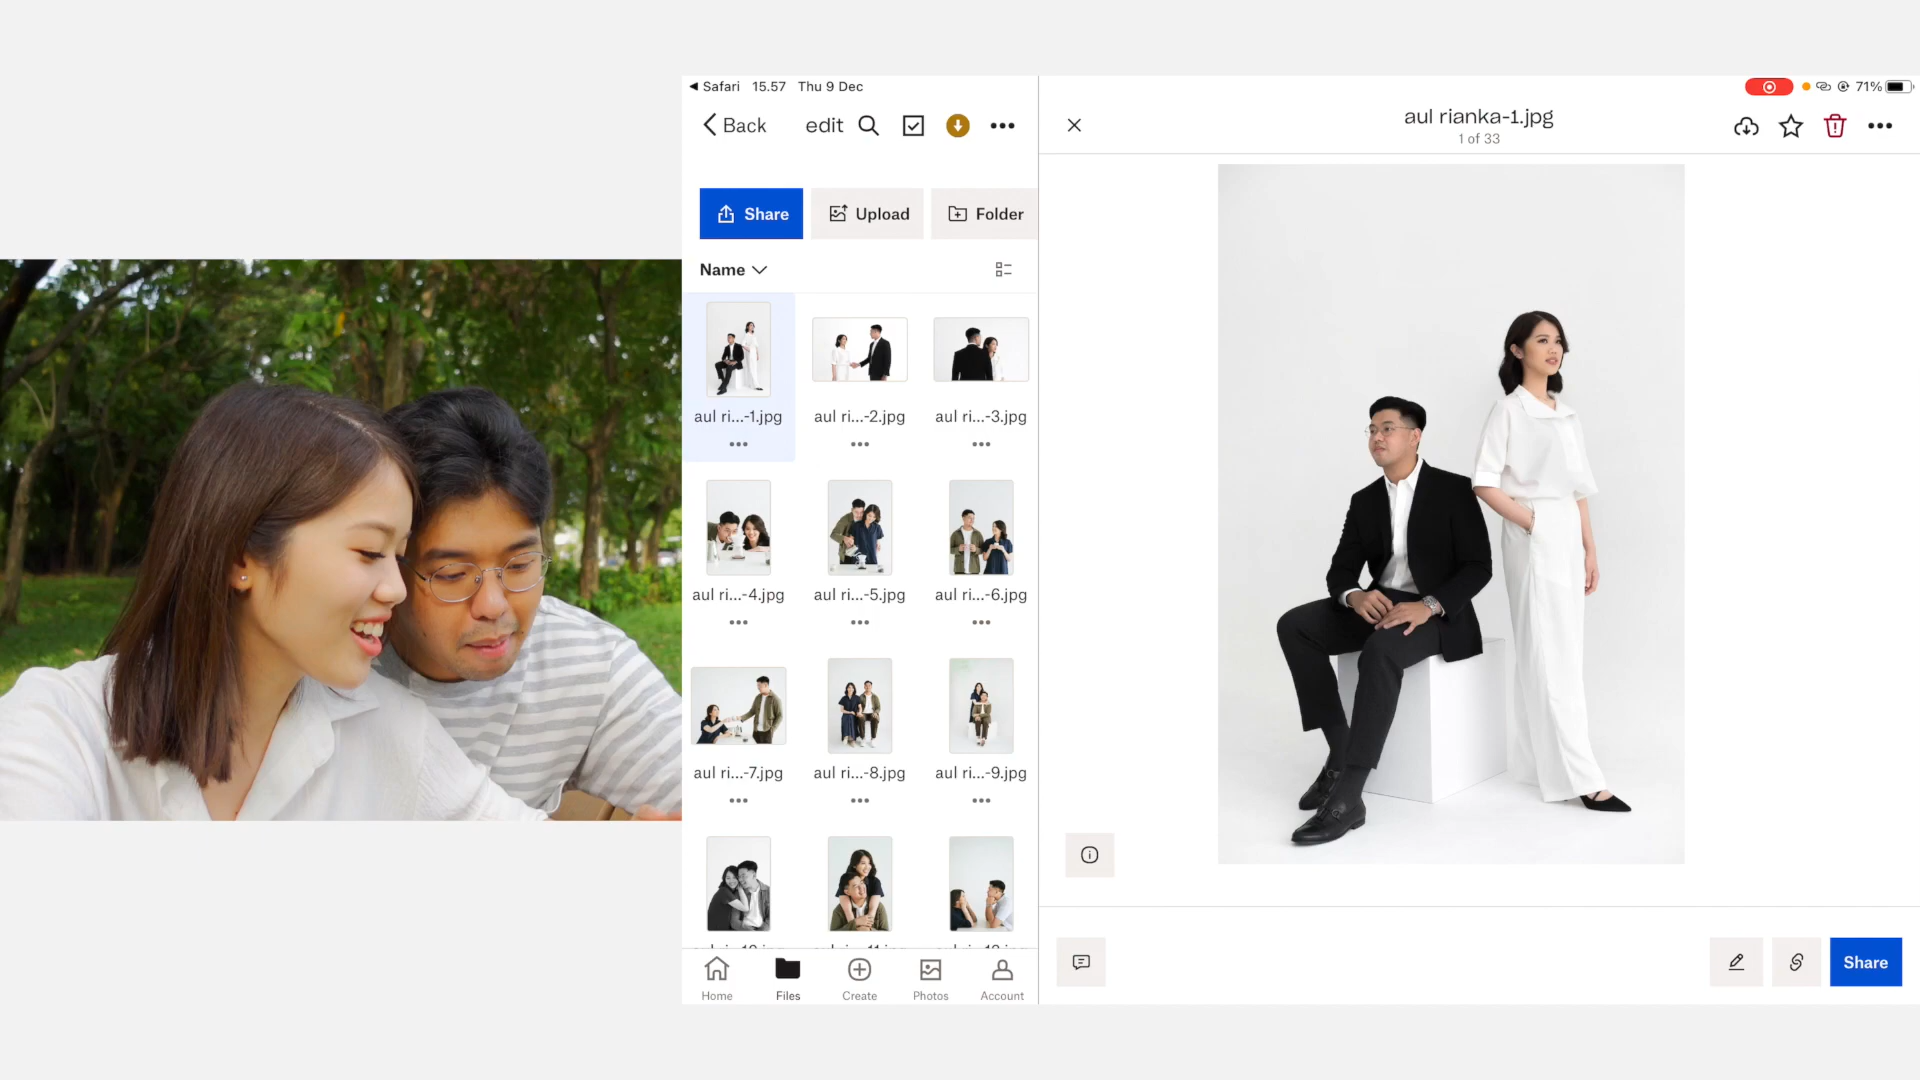 Safari 15.57 Thu 9 Dec
71%
Back edit
aul rianka-1.jpg
1 of 33
Share Upload Folder
Name
aul ri...-1.jpg aul ri...-2.jpg aul ri...-3.jpg
aul ri...-4.jpg aul ri...-5.jpg aul ri...-6.jpg
aul ri...-7.jpg aul ri...-8.jpg aul ri...-9.jpg
Home Files Create Photos Account
Share